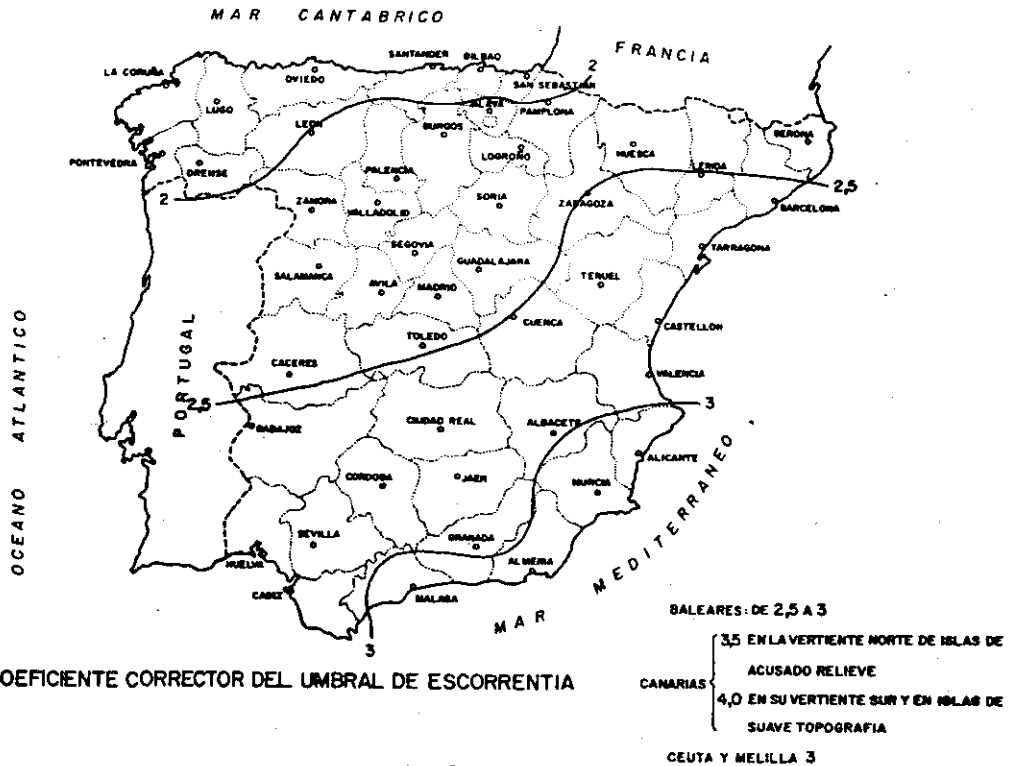 MAR CANTABRICO
FRANCIA
SANTANDER
BILBAO
LA CORUÑA
OVIEDO
SAN SEBASTIAN
2
LUGO
LEON
ALAVA
PAMPLONA
BURGOS
GERONA
PONTEVEDRA
ORENSE
LOGROÑO
HUESCA
LERIDA
PALENCIA
2
2,5
ZAMORA
VALLADOLID
SORIA
ZARAGOZA
BARCELONA
SEGOVIA
TARRAGONA
SALAMANCA
GUADALAJARA
TERUEL
AVILA
MADRID
CUENCA
CASTELLON
TOLEDO
CACERES
VALENCIA
OCEANO ATLANTICO
PORTUGAL
2,5
3
BADAJOZ
CIUDAD REAL
ALBACETE
ALICANTE
CORDOBA
JAEN
MURCIA
SEVILLA
GRANADA
HUELVA
ALMERIA
CADIZ
MALAGA
MAR MEDITERRANEO
3
BALEARES: DE 2,5 A 3
3,5 EN LA VERTIENTE NORTE DE ISLAS DE
ACUSADO RELIEVE
CANARIAS
4,0 EN SU VERTIENTE SUR Y EN ISLAS DE
SUAVE TOPOGRAFIA
CEUTA Y MELILLA 3
OEFICIENTE CORRECTOR DEL UMBRAL DE ESCORRENTIA